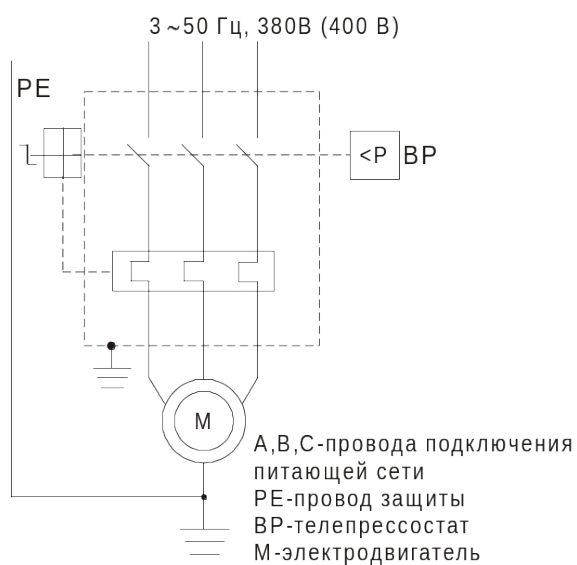 3 ~50 Гц, 380В (400 В)
PE
<P
BP
M
А,В,С-провода подключения
питающей сети
РЕ-провод защиты
ВР-телепрессостат
М-электродвигатель